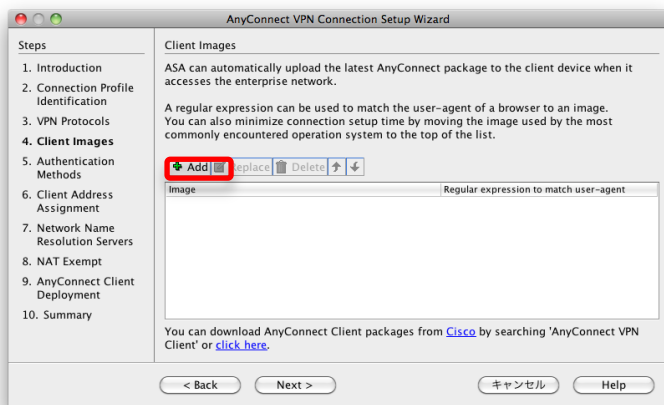 AnyConnect VPN Connection Setup Wizard
Steps
1. Introduction
2. Connection Profile
Identification
3. VPN Protocols
4. Client Images
5. Authentication
Methods
6. Client Address
Assignment
7. Network Name
Resolution Servers
8. NAT Exempt
9. AnyConnect Client
Deployment
10. Summary
Client Images
ASA can automatically upload the latest AnyConnect package to the client device when it
accesses the enterprise network.
A regular expression can be used to match the user-agent of a browser to an image.
You can also minimize connection setup time by moving the image used by the most
commonly encountered operation system to the top of the list.
Add Replace Delete
Image Regular expression to match user-agent
You can download AnyConnect Client packages from Cisco by searching 'AnyConnect VPN
Client' or click here.
< Back Next > キャンセル Help